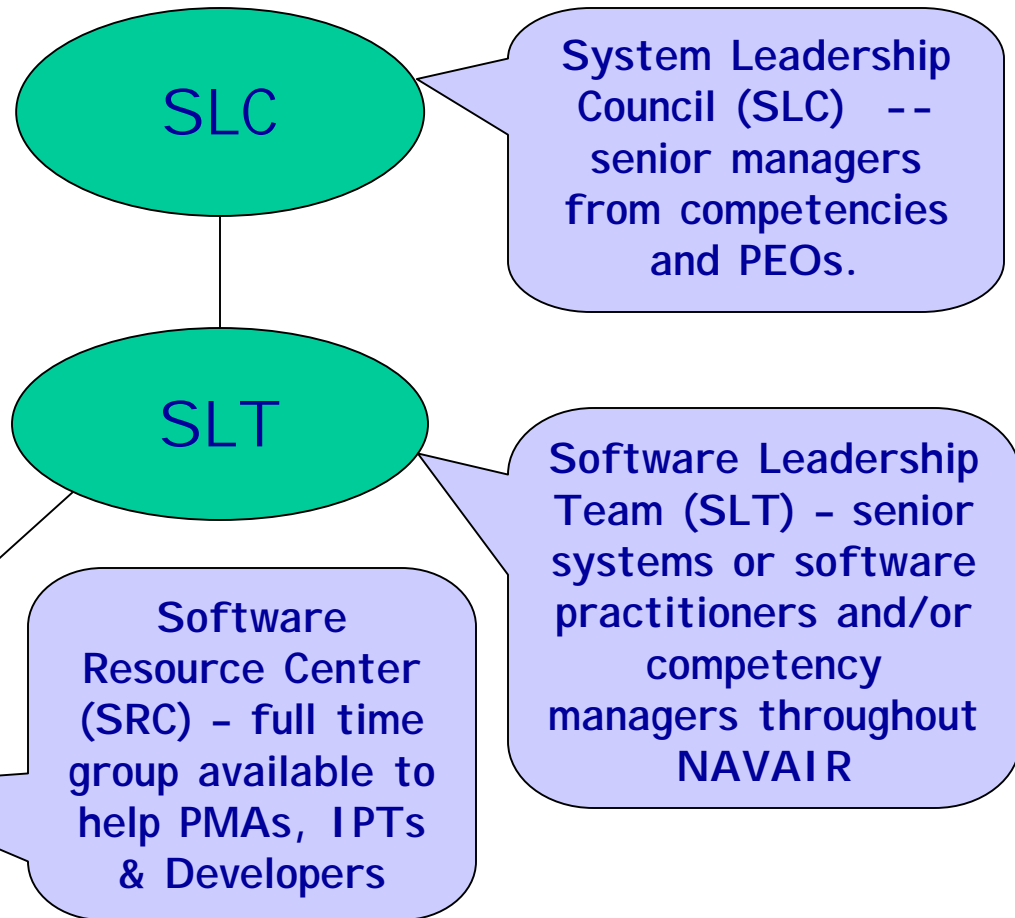 SLC
System Leadership
Council (SLC) --
senior managers
from competencies
and PEOs.
SLT
Software Leadership
Team (SLT) – senior
systems or software
practitioners and/or
competency
managers throughout
NAVAIR
Software
Resource Center
(SRC) – full time
group available to
help PMAs, IPTs
& Developers